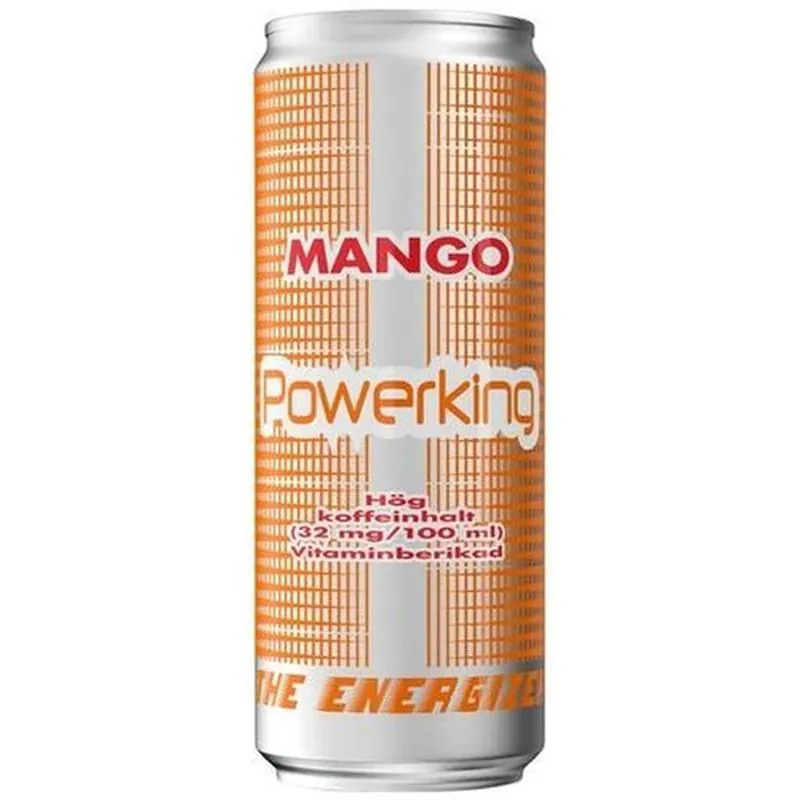 MANGO
Powerking
Hög
koffeinhalt
(32 mg/100 ml)
Vitaminberikad
THE ENERGIZE